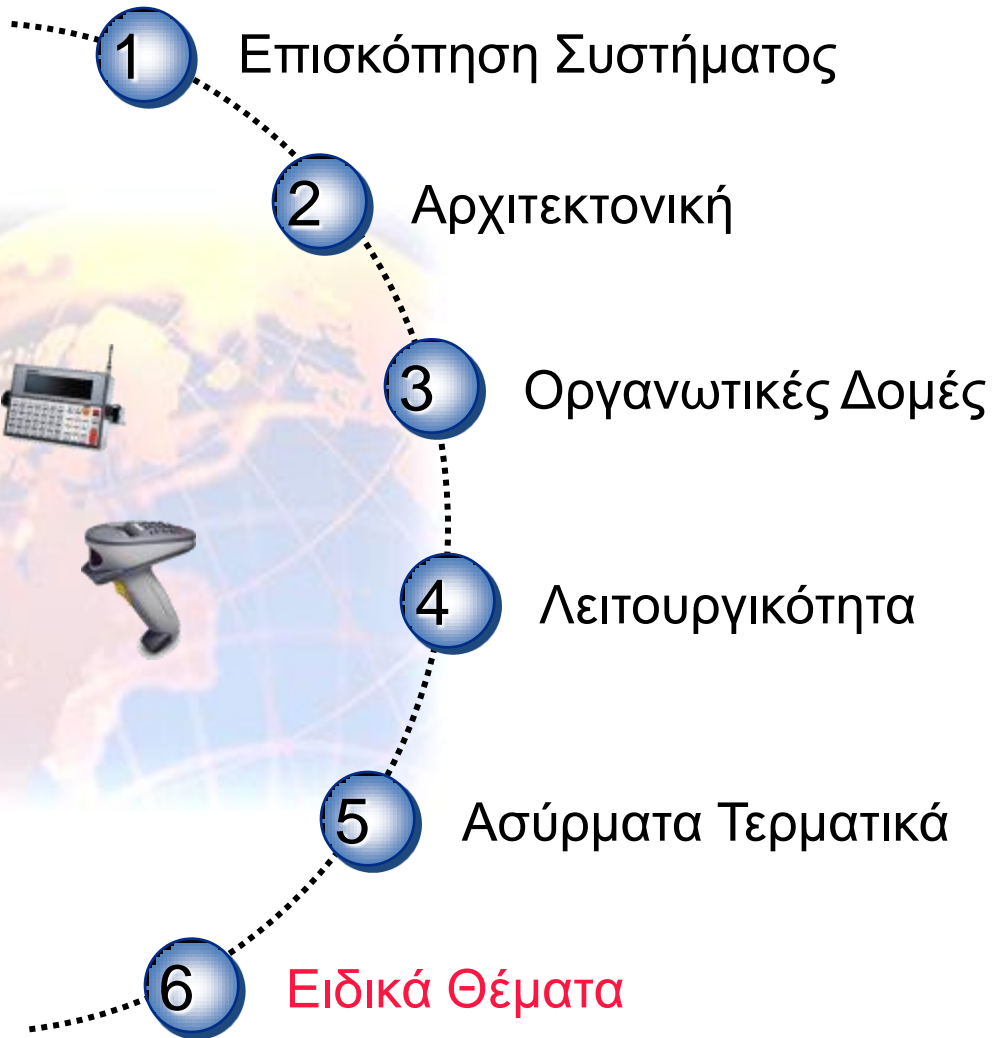 1 Επισκόπηση Συστήματος
2 Αρχιτεκτονική
3 Οργανωτικές Δομές
4 Λειτουργικότητα
5 Ασύρματα Τερματικά
6 Ειδικά Θέματα